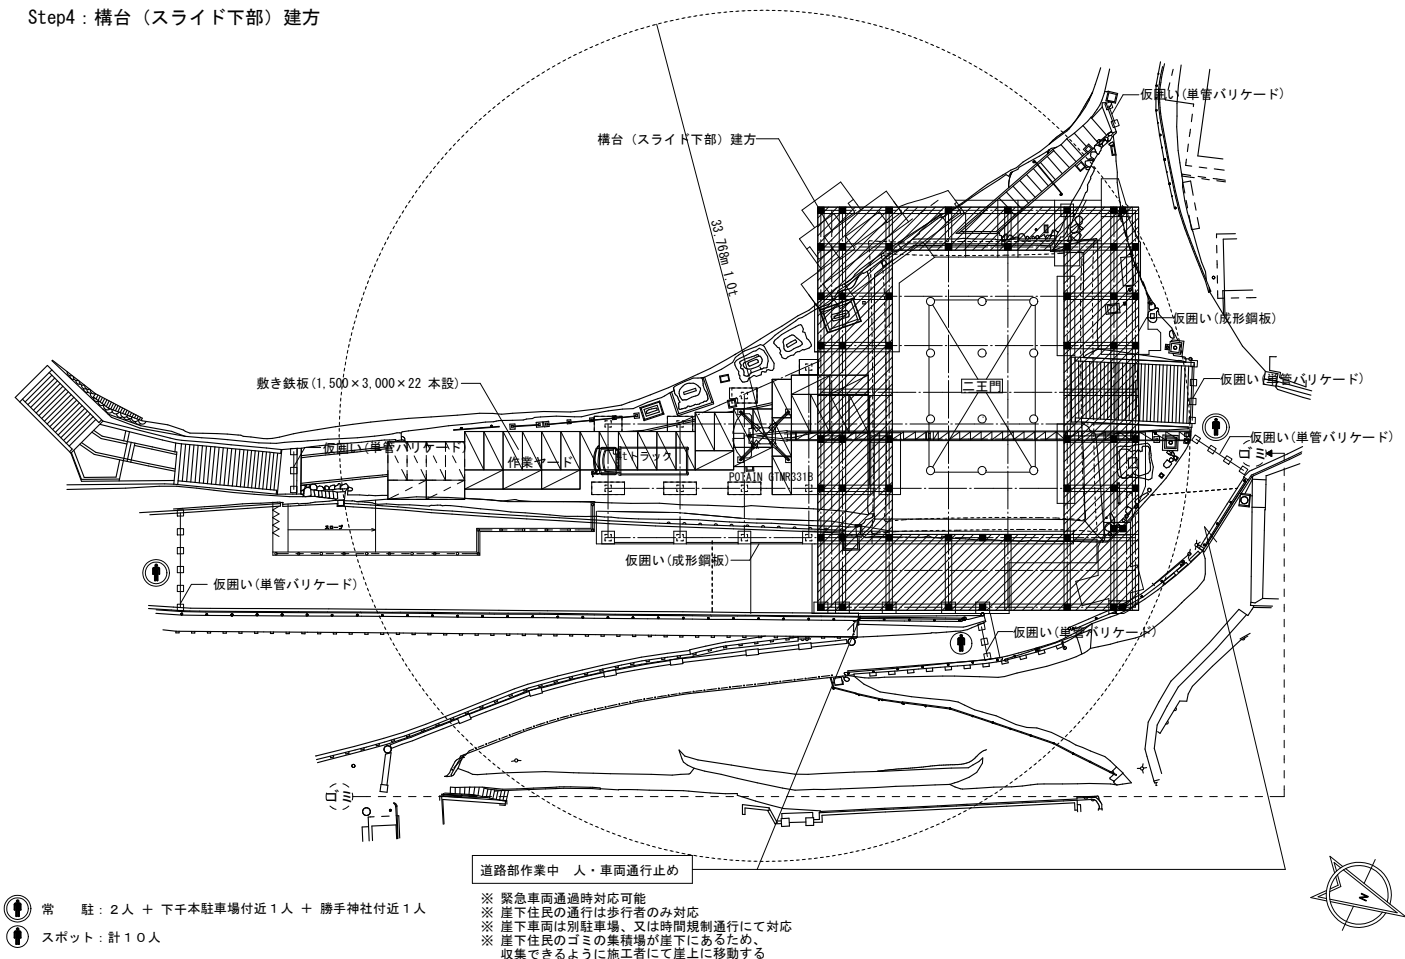 Step4：構台（スライド下部）建方
仮囲い(単管バリケード)
構台（スライド下部）建方
33.768m 1.0t
仮囲い(成形鋼板)
敷き鉄板(1,500×3,000×22 本設)
仮囲い(単管バリケード)
二王門
仮囲い(単管バリケード)
仮囲い(単管バリケード)
作業ヤード
4tトラック
POTAIN GTMR331B
スロープ
仮囲い(成形鋼板)
仮囲い(単管バリケード)
仮囲い(単管バリケード)
道路部作業中　人・車両通行止め
※ 緊急車両通過時対応可能
※ 崖下住民の通行は歩行者のみ対応
※ 崖下車両は別駐車場、又は時間規制通行にて対応
※ 崖下住民のゴミの集積場が崖下にあるため、
収集できるように施工者にて崖上に移動する
常　　駐：２人 ＋ 下千本駐車場付近１人 ＋ 勝手神社付近１人
スポット：計１０人
N